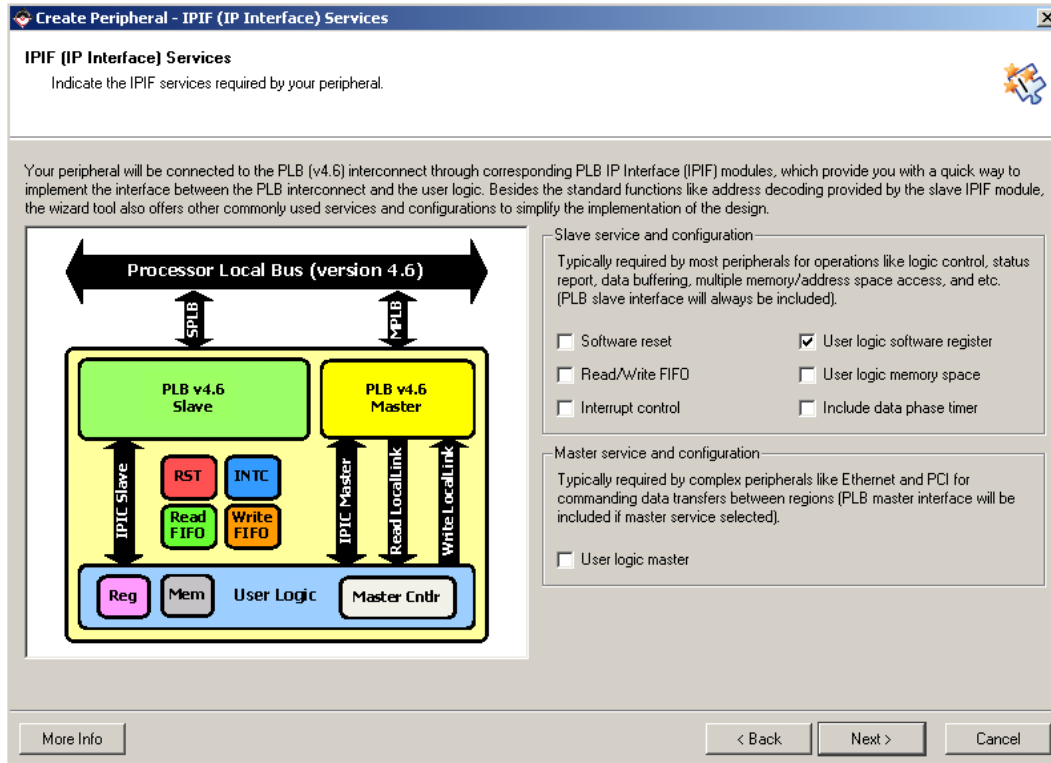 Create Peripheral - IPIF (IP Interface) Services
IPIF (IP Interface) Services
Indicate the IPIF services required by your peripheral.
Your peripheral will be connected to the PLB (v4.6) interconnect through corresponding PLB IP Interface (IPIF) modules, which provide you with a quick way to
implement the interface between the PLB interconnect and the user logic. Besides the standard functions like address decoding provided by the slave IPIF module,
the wizard tool also offers other commonly used services and configurations to simplify the implementation of the design.
Processor Local Bus (version 4.6)
SPLB
MPLB
PLB v4.6
Slave
PLB v4.6
Master
IPIC Slave
RST
INTC
Read
FIFO
Write
FIFO
IPIC Master
Read LocalLink
Write LocalLink
Reg
Mem
User Logic
Master Cntlr
Slave service and configuration
Typically required by most peripherals for operations like logic control, status
report, data buffering, multiple memory/address space access, and etc.
(PLB slave interface will always be included).
Software reset
User logic software register
Read/Write FIFO
User logic memory space
Interrupt control
Include data phase timer
Master service and configuration
Typically required by complex peripherals like Ethernet and PCI for
commanding data transfers between regions (PLB master interface will be
included if master service selected).
User logic master
More Info
< Back
Next >
Cancel